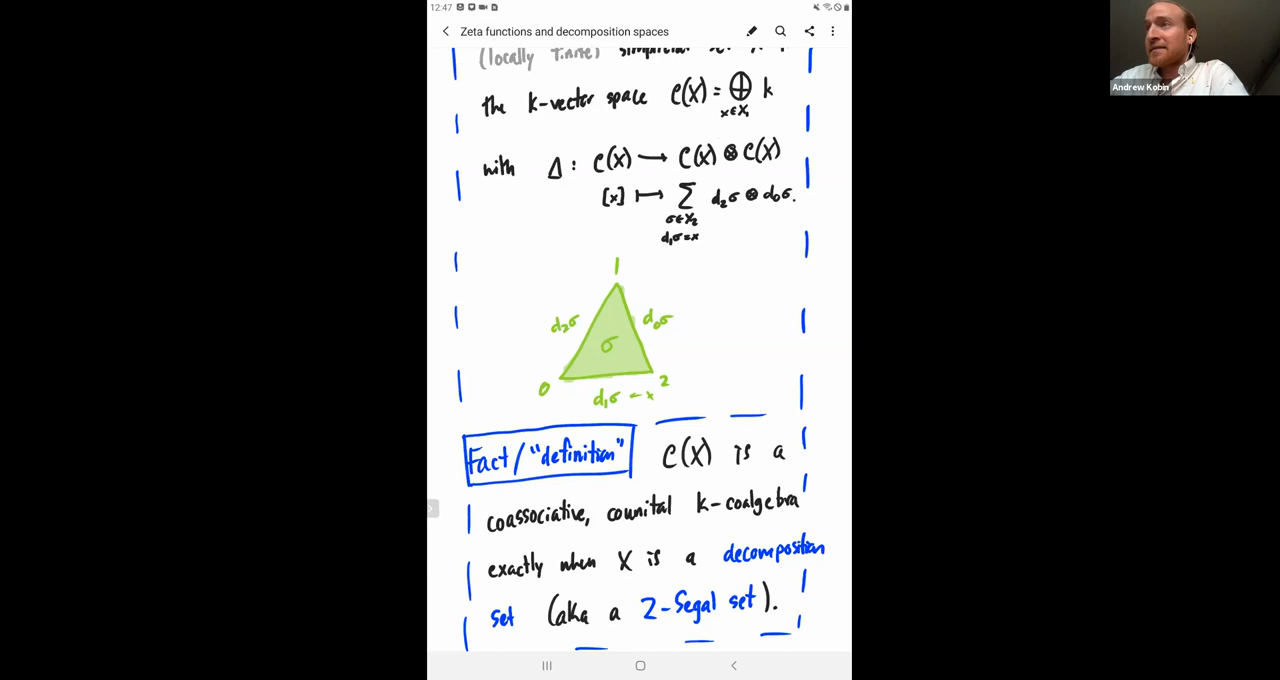 12:47
Zeta functions and decomposition spaces
(locally finite) simplicial set X
the k-vector space C(X) = ⊕ k
x∈X₁
with Δ : C(X) ⟶ C(X) ⊗ C(X)
[x] ⟼ ∑ d₂σ ⊗ d₀σ.
σ∈X₂
d₁σ=x
1
d₂σ d₀σ
σ
0 2
d₁σ ← x
Fact / "definition" C(X) is a
coassociative, counital k-coalgebra
exactly when X is a decomposition
set (aka a 2-Segal set).
Andrew Kobin